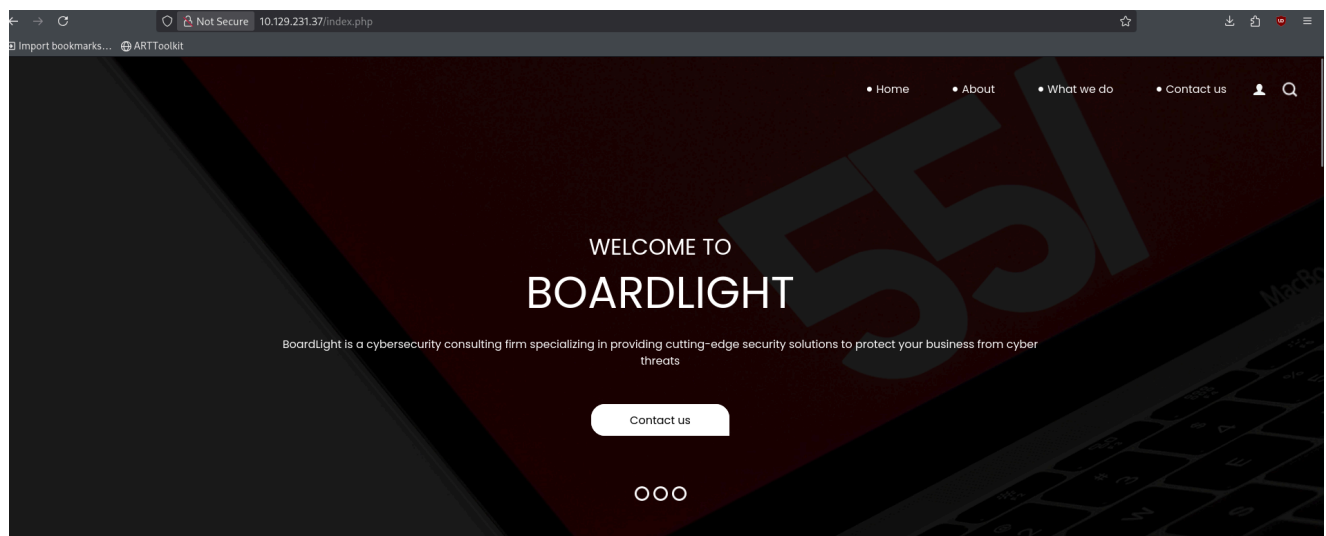 Not Secure 10.129.231.37/index.php
Import bookmarks... ARTToolkit
• Home • About • What we do • Contact us
55/
MacBo
WELCOME TO
BOARDLIGHT
BoardLight is a cybersecurity consulting firm specializing in providing cutting-edge security solutions to protect your business from cyber
threats
Contact us